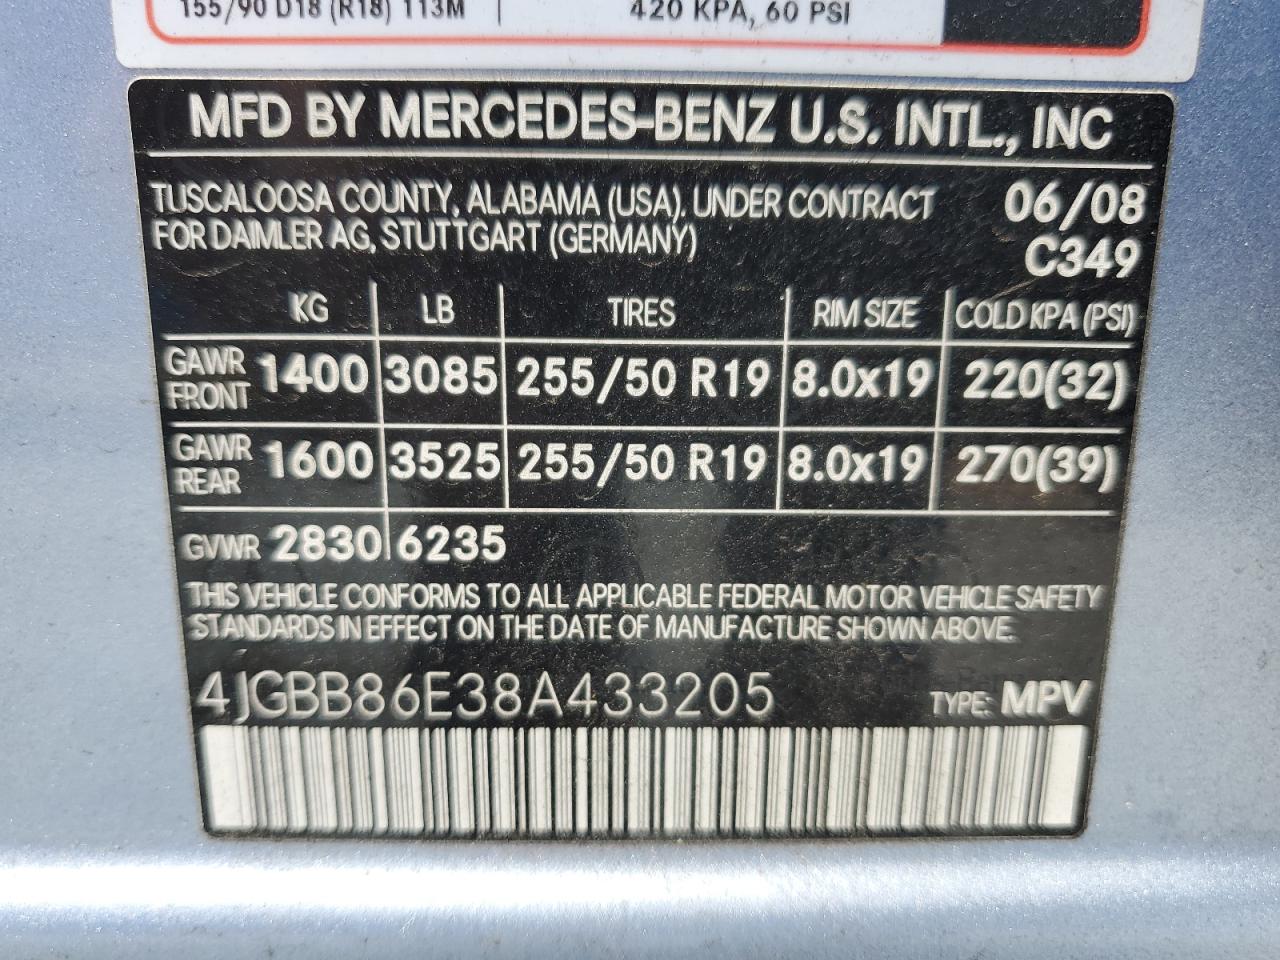 155/90 D18 (R18) 113M 420 KPA, 60 PSI
MFD BY MERCEDES-BENZ U.S. INTL., INC
TUSCALOOSA COUNTY, ALABAMA (USA). UNDER CONTRACT 06/08
FOR DAIMLER AG, STUTTGART (GERMANY) C349
KG LB TIRES RIM SIZE COLD KPA (PSI)
GAWR FRONT 1400 3085 255/50 R19 8.0x19 220(32)
GAWR REAR 1600 3525 255/50 R19 8.0x19 270(39)
GVWR 2830 6235
THIS VEHICLE CONFORMS TO ALL APPLICABLE FEDERAL MOTOR VEHICLE SAFETY
STANDARDS IN EFFECT ON THE DATE OF MANUFACTURE SHOWN ABOVE.
4JGBB86E38A433205 TYPE: MPV